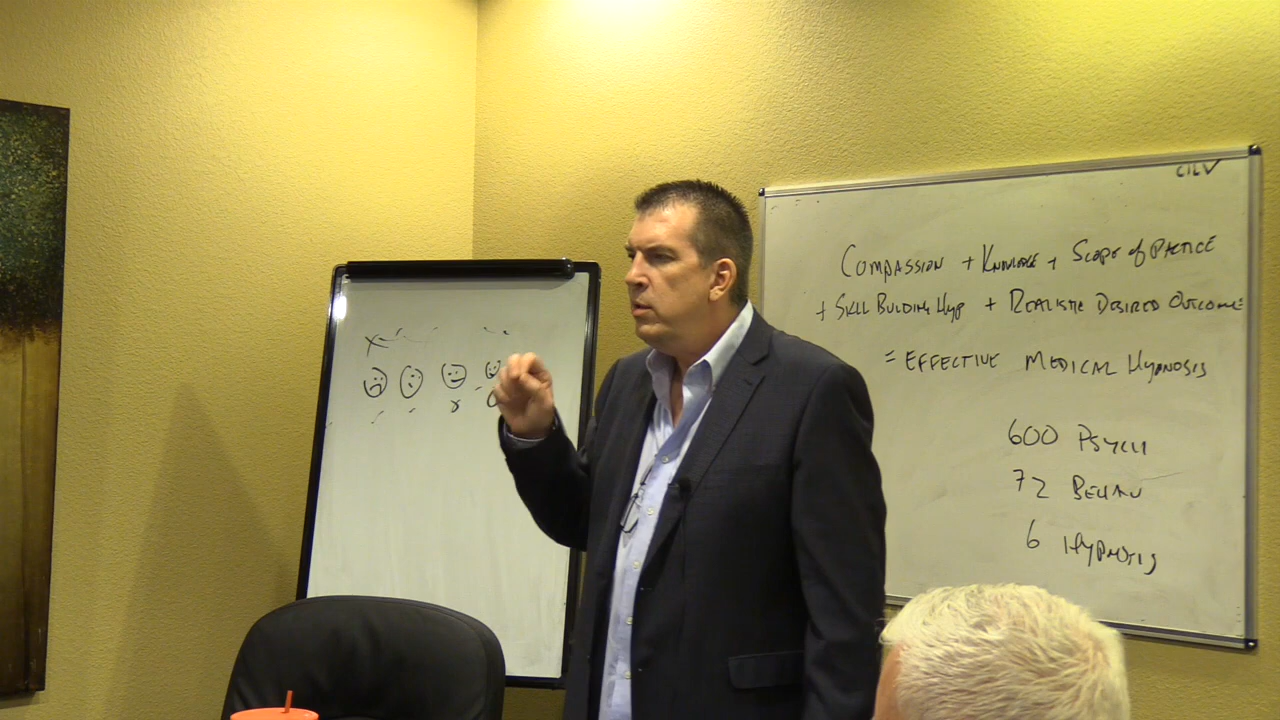 CILV
COMPASSION + KNOWLEDGE + SCOPE of PRACTICE
+ SKILL BUILDING HYP + REALISTIC DESIRED OUTCOME
= EFFECTIVE MEDICAL HYPNOSIS
600 PSYCH
72 BEHAV
6 HYPNOSIS